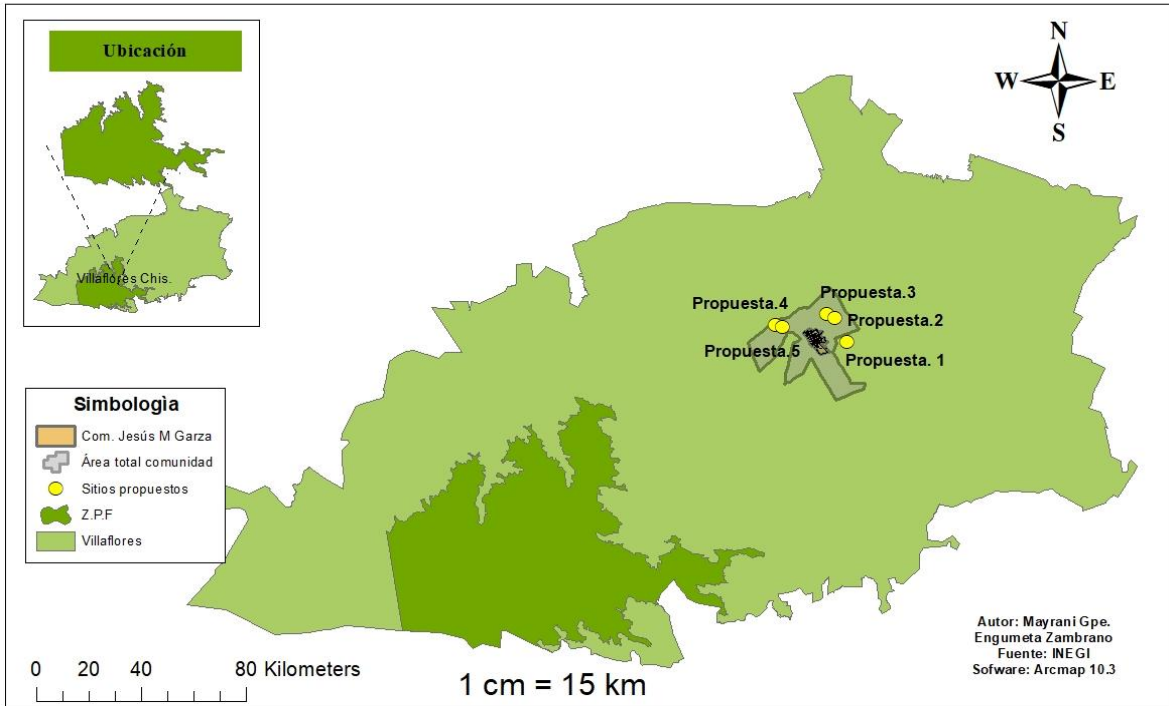 Ubicación
Villaflores Chis.
N
W E
S
Propuesta.3
Propuesta.4
Propuesta.2
Propuesta.5
Propuesta. 1
Simbologìa
Com. Jesús M Garza
Área total comunidad
Sitios propuestos
Z.P.F
Villaflores
0 20 40 80 Kilometers
1 cm = 15 km
Autor: Mayrani Gpe.
Engumeta Zambrano
Fuente: INEGI
Sofware: Arcmap 10.3